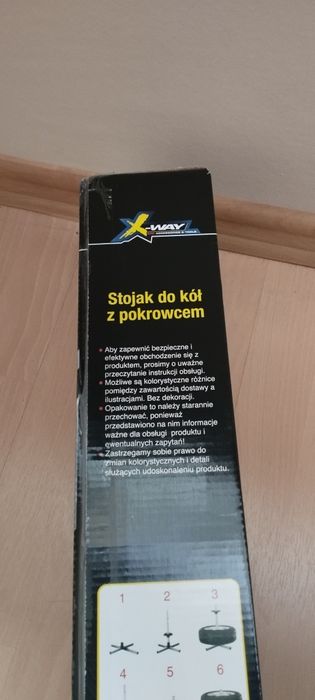 X-WAY
ACCESSORIES & TOOLS
Stojak do kół
z pokrowcem
• Aby zapewnić bezpieczne i
efektywne obchodzenie się z
produktem, prosimy o uważne
przeczytanie instrukcji obsługi.
• Możliwe są kolorystyczne różnice
pomiędzy zawartością dostawy a
ilustracjami. Bez dekoracji.
• Opakowanie to należy starannie
przechować, ponieważ
przedstawiono na nim informacje
ważne dla obsługi produktu i
ewentualnych zapytań!
• Zastrzegamy sobie prawo do
zmian kolorystycznych i detali
służących udoskonaleniu produktu.
1 2 3
4 5 6